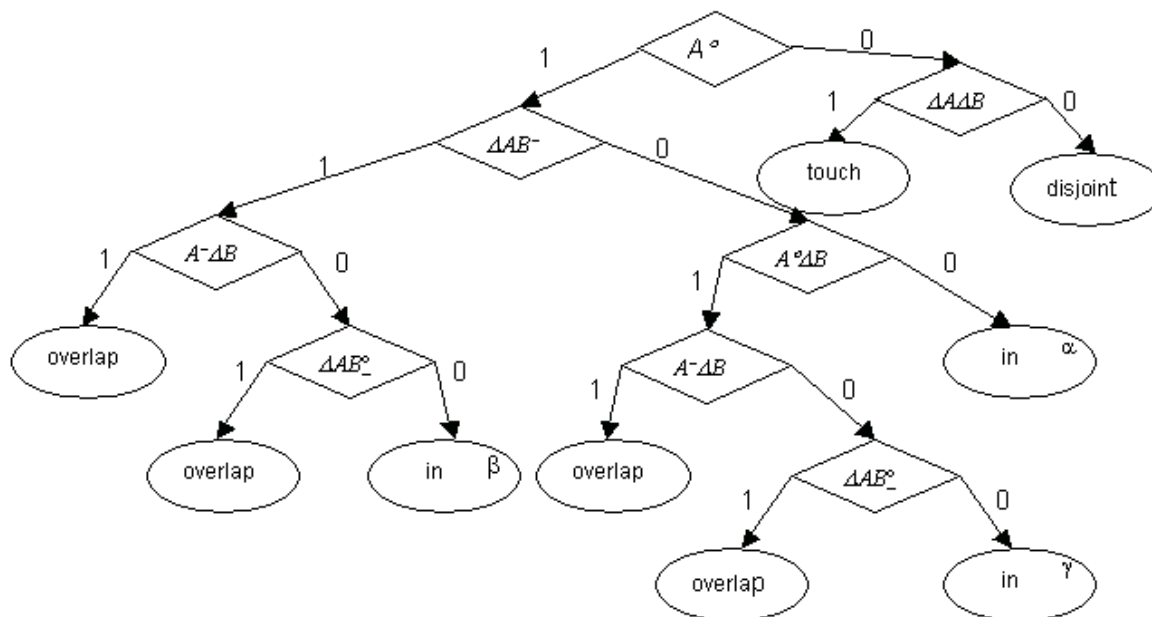 A°
0
1
ΔAΔB
1
0
ΔAB⁻
touch
disjoint
1
0
A⁻ΔB
A°ΔB
1
0
1
0
overlap
ΔAB°_
A⁻ΔB
in α
1
0
1
0
overlap
in β
overlap
ΔAB°_
1
0
overlap
in γ